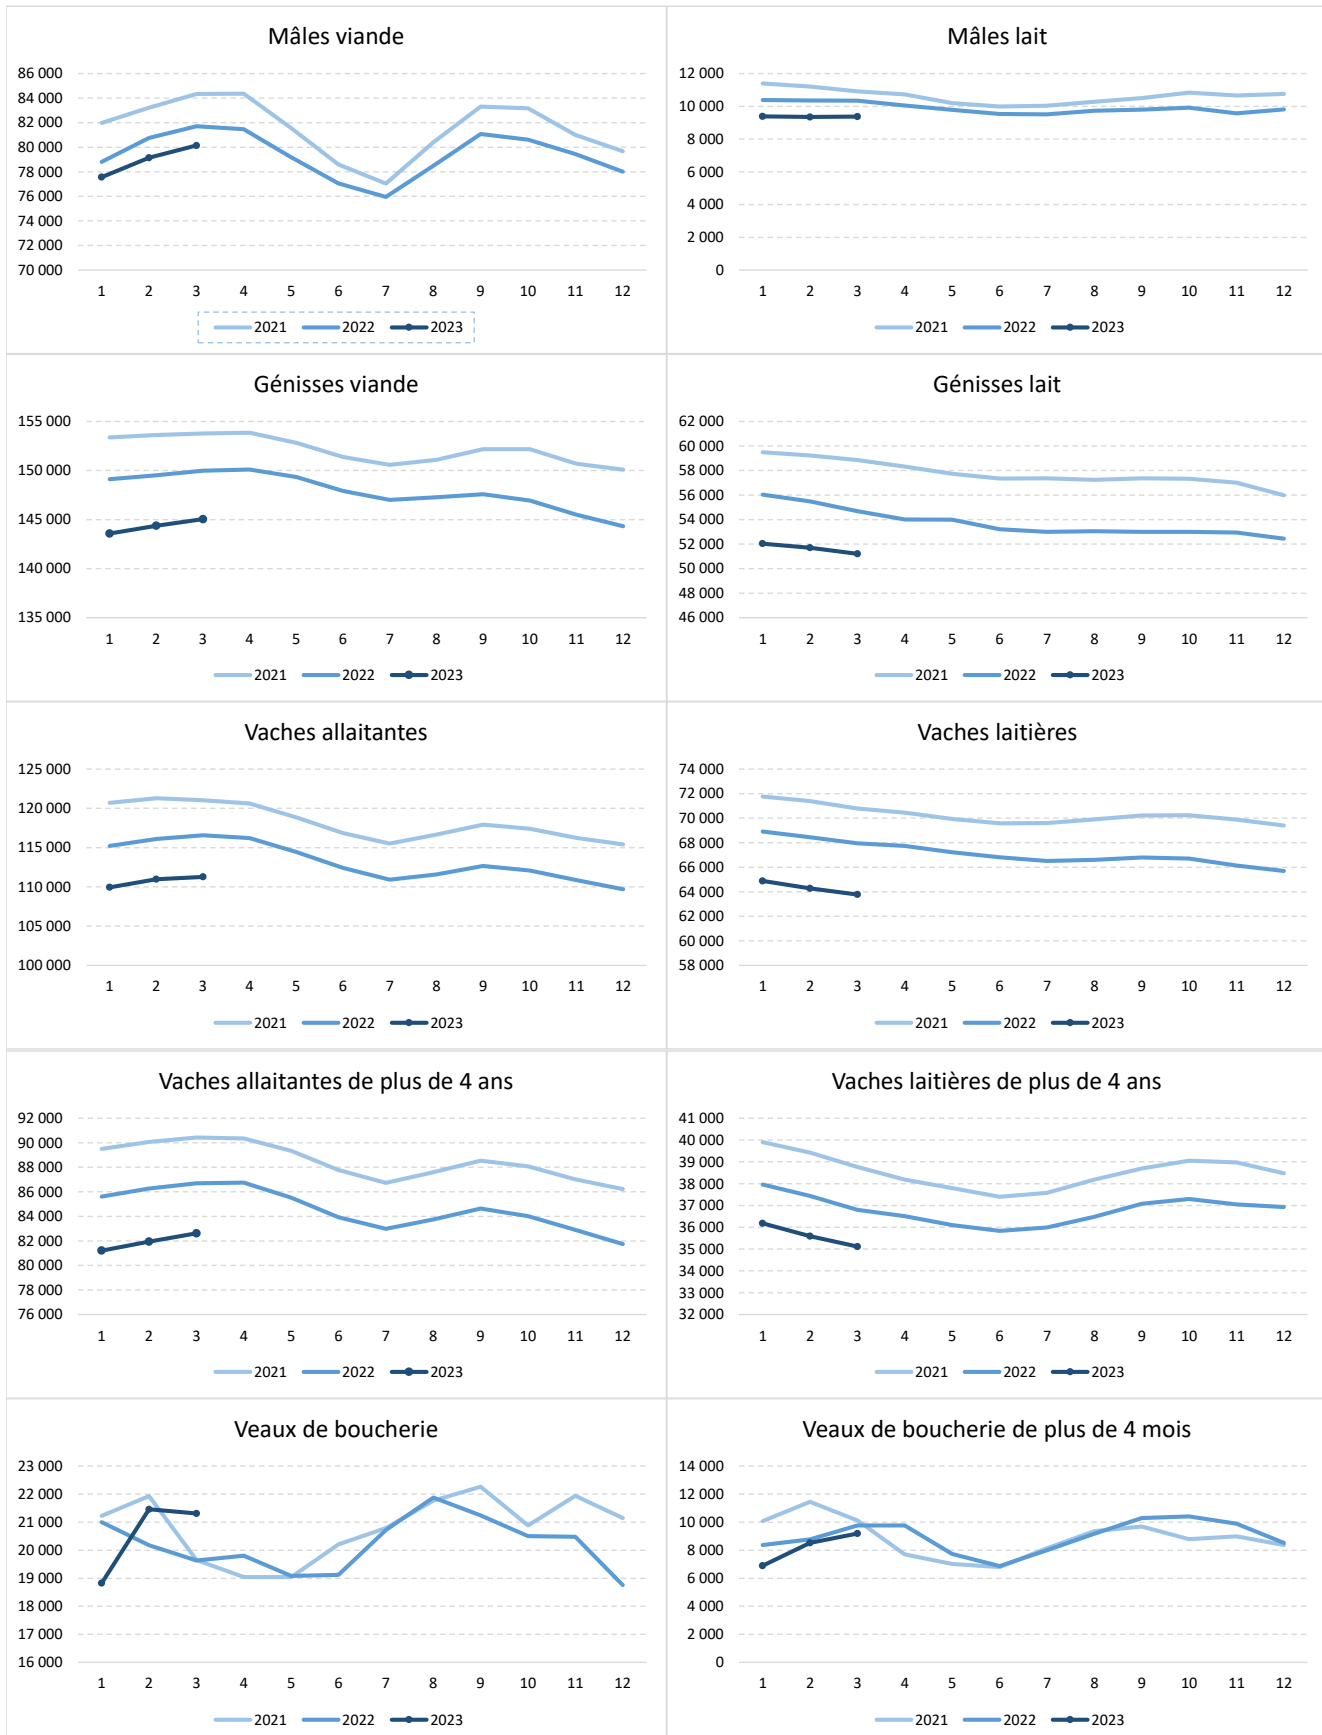 Mâles viande
86 000
84 000
82 000
80 000
78 000
76 000
74 000
72 000
70 000
1 2 3 4 5 6 7 8 9 10 11 12
2021 2022 2023
Mâles lait
12 000
10 000
8 000
6 000
4 000
2 000
0
1 2 3 4 5 6 7 8 9 10 11 12
2021 2022 2023
Génisses viande
155 000
150 000
145 000
140 000
135 000
1 2 3 4 5 6 7 8 9 10 11 12
2021 2022 2023
Génisses lait
62 000
60 000
58 000
56 000
54 000
52 000
50 000
48 000
46 000
1 2 3 4 5 6 7 8 9 10 11 12
2021 2022 2023
Vaches allaitantes
125 000
120 000
115 000
110 000
105 000
100 000
1 2 3 4 5 6 7 8 9 10 11 12
2021 2022 2023
Vaches laitières
74 000
72 000
70 000
68 000
66 000
64 000
62 000
60 000
58 000
1 2 3 4 5 6 7 8 9 10 11 12
2021 2022 2023
Vaches allaitantes de plus de 4 ans
92 000
90 000
88 000
86 000
84 000
82 000
80 000
78 000
76 000
1 2 3 4 5 6 7 8 9 10 11 12
2021 2022 2023
Vaches laitières de plus de 4 ans
41 000
40 000
39 000
38 000
37 000
36 000
35 000
34 000
33 000
32 000
1 2 3 4 5 6 7 8 9 10 11 12
2021 2022 2023
Veaux de boucherie
23 000
22 000
21 000
20 000
19 000
18 000
17 000
16 000
1 2 3 4 5 6 7 8 9 10 11 12
2021 2022 2023
Veaux de boucherie de plus de 4 mois
14 000
12 000
10 000
8 000
6 000
4 000
2 000
0
1 2 3 4 5 6 7 8 9 10 11 12
2021 2022 2023